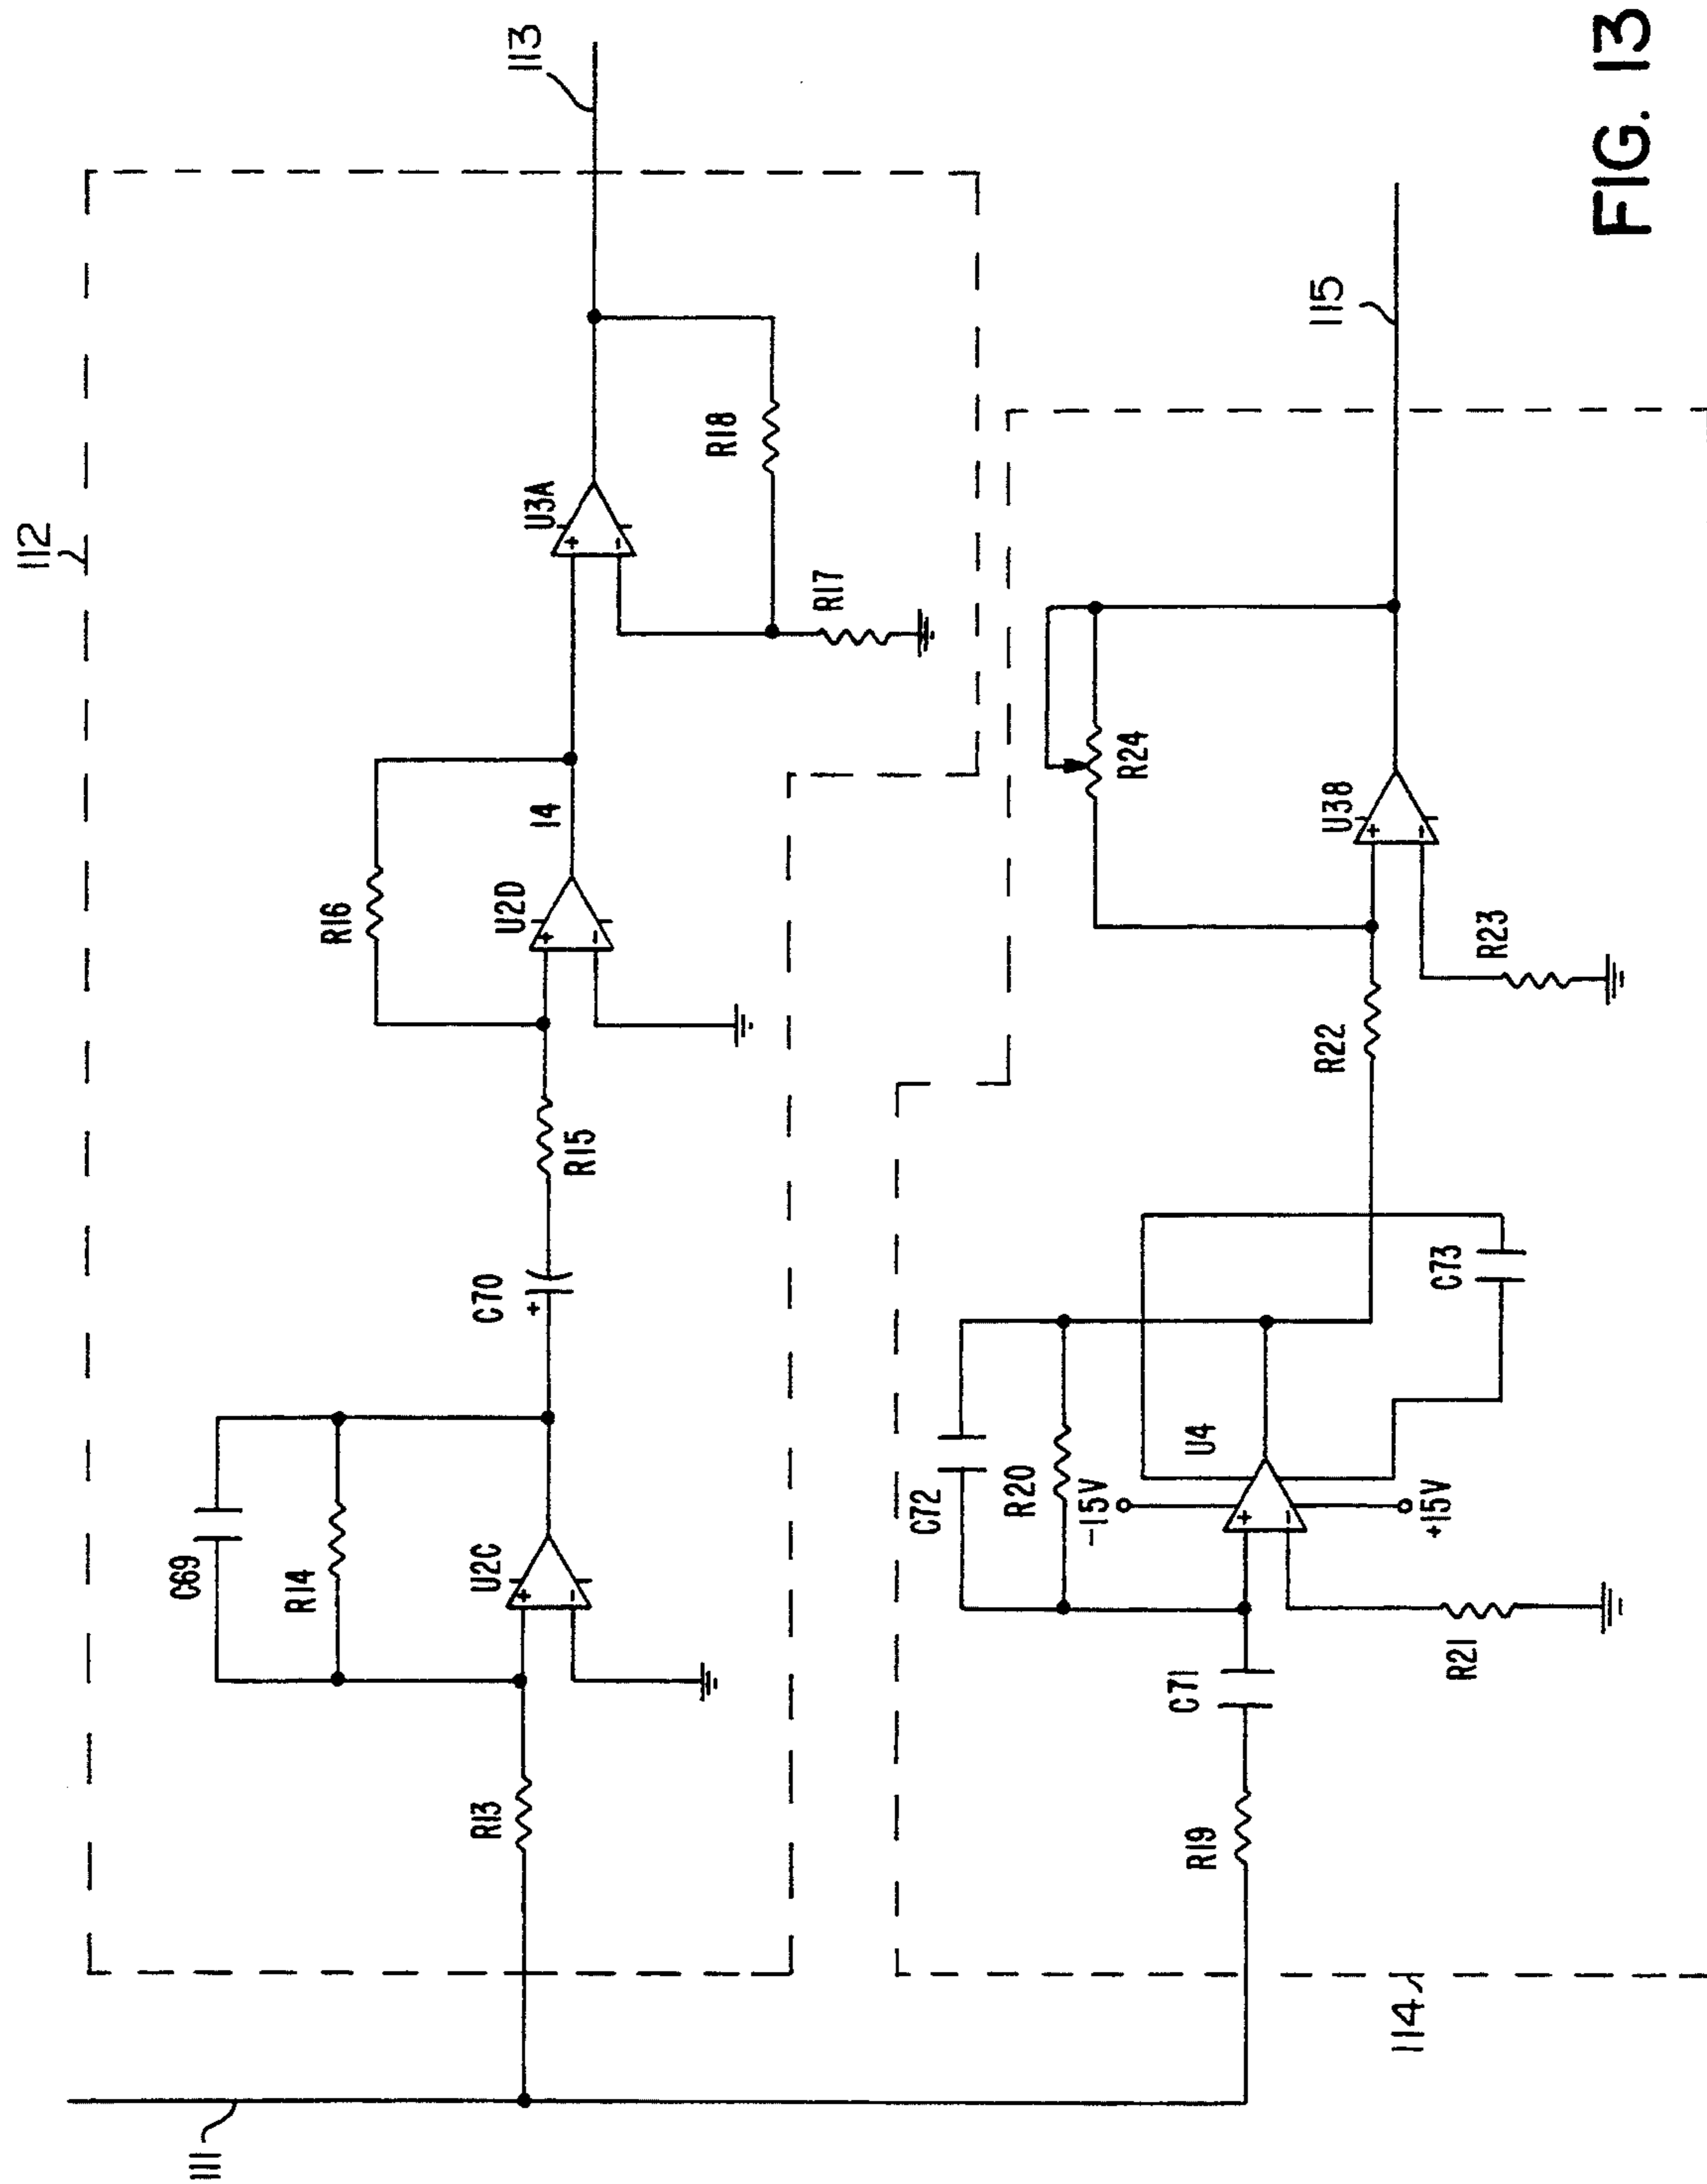 112
113
C69
R14
R13
+
-
U2C
C70
+
R15
R16
+
-
U2D
14
+
-
U3A
R18
R17
111
114
115
R19
C71
C72
R20
-15V
+
-
U4
+15V
R21
C73
R22
R24
+
-
U38
R23
FIG. 13